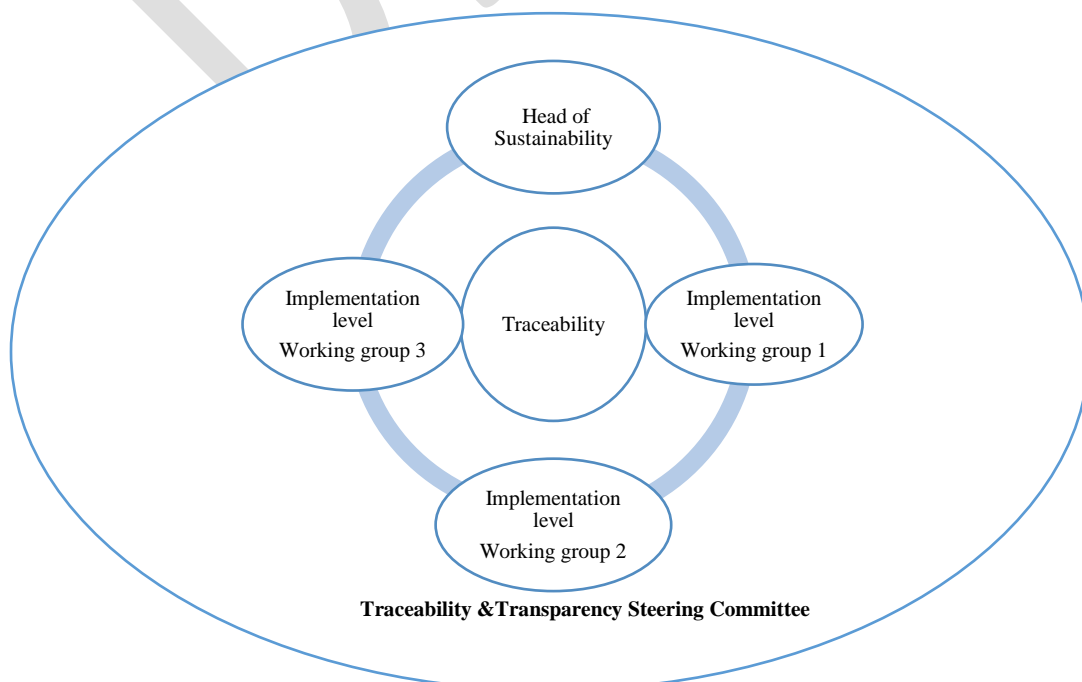 Head of
Sustainability
Implementation
level
Working group 3
Traceability
Implementation
level
Working group 1
Implementation
level
Working group 2
Traceability &Transparency Steering Committee